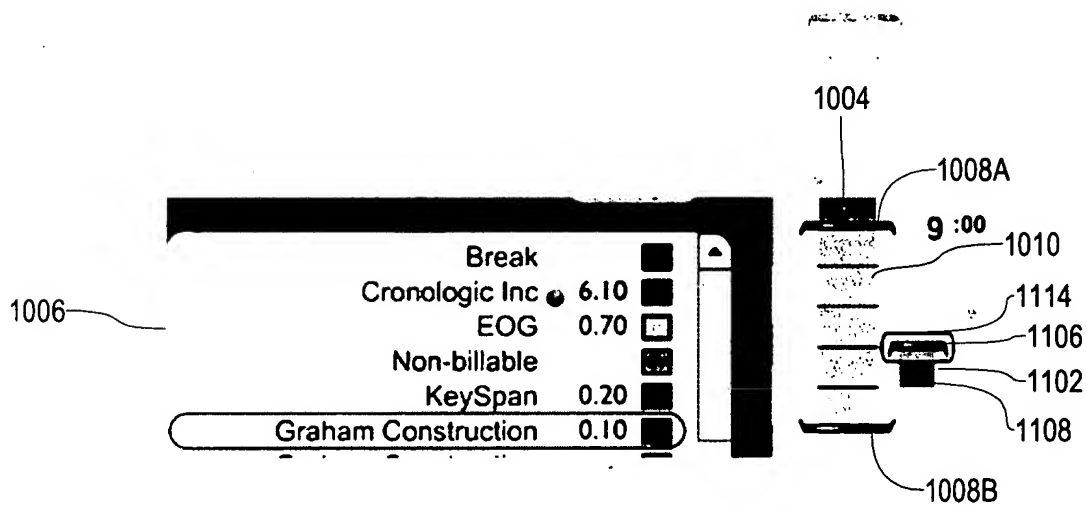 1004
1008A
9 :00
1010
1114
1106
1102
1108
1008B
1006
Break
Cronologic Inc 6.10
EOG 0.70
Non-billable
KeySpan 0.20
Graham Construction 0.10